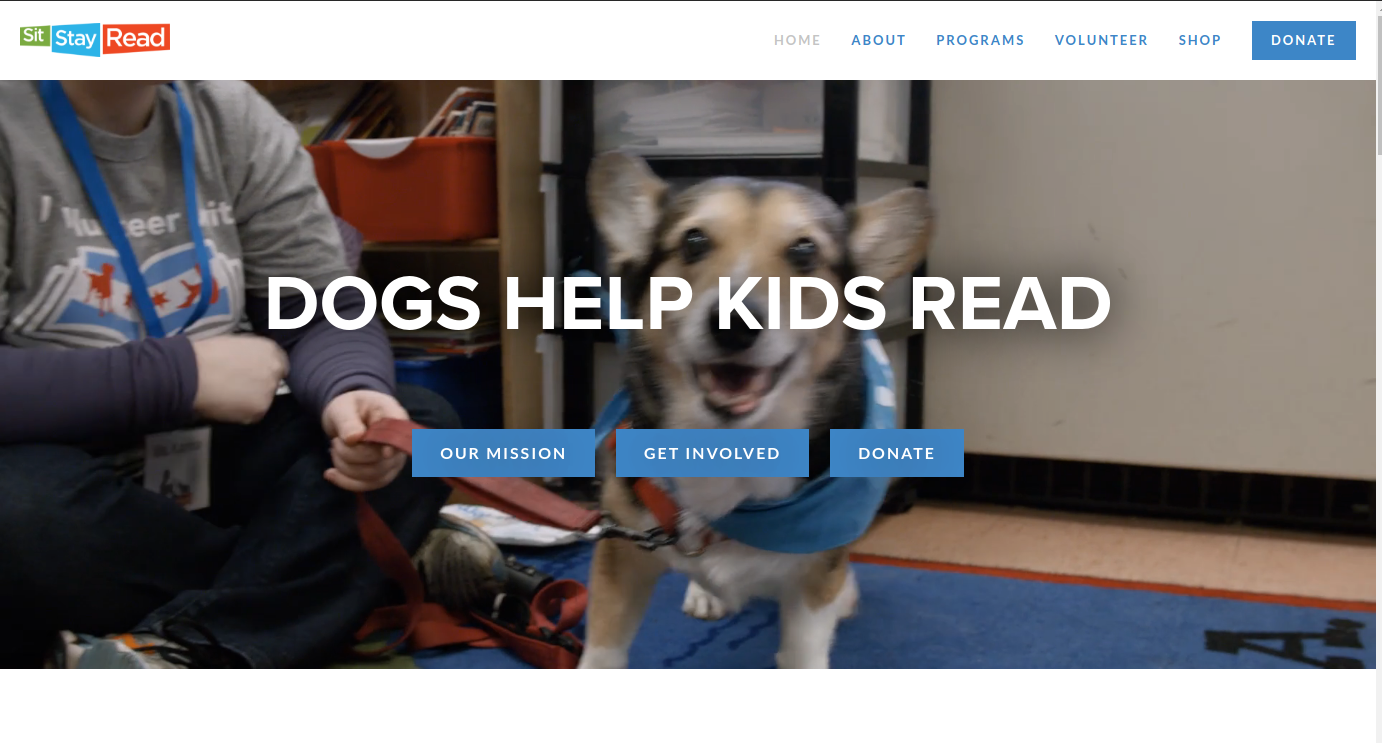 Sit Stay Read
HOME ABOUT PROGRAMS VOLUNTEER SHOP DONATE
DOGS HELP KIDS READ
OUR MISSION GET INVOLVED DONATE